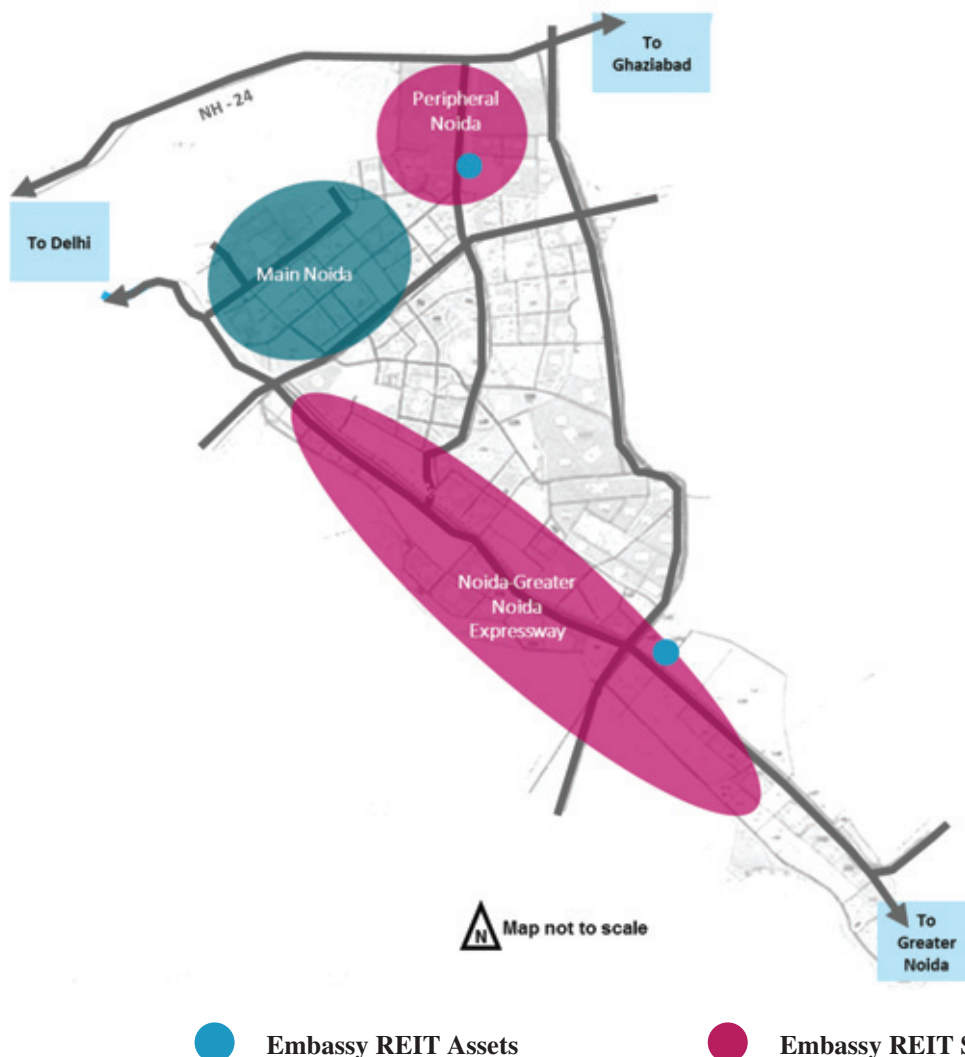 To
Ghaziabad
NH - 24
Peripheral
Noida
To Delhi
Main Noida
Noida-Greater
Noida
Expressway
N
Map not to scale
To
Greater
Noida
Embassy REIT Assets
Embassy REIT S